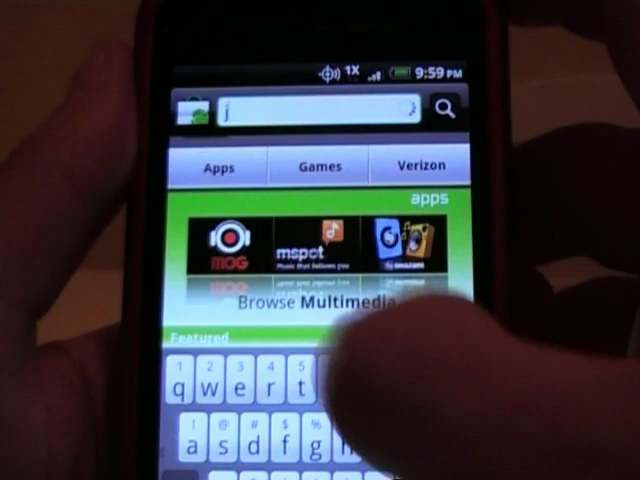 1X 9:59 PM
j
Apps Games Verizon
apps
MOG mspot Music that follows you
Browse Multimedia
Featured
1 2 3 4 5
q w e r t
! @ # $ %
a s d f g h